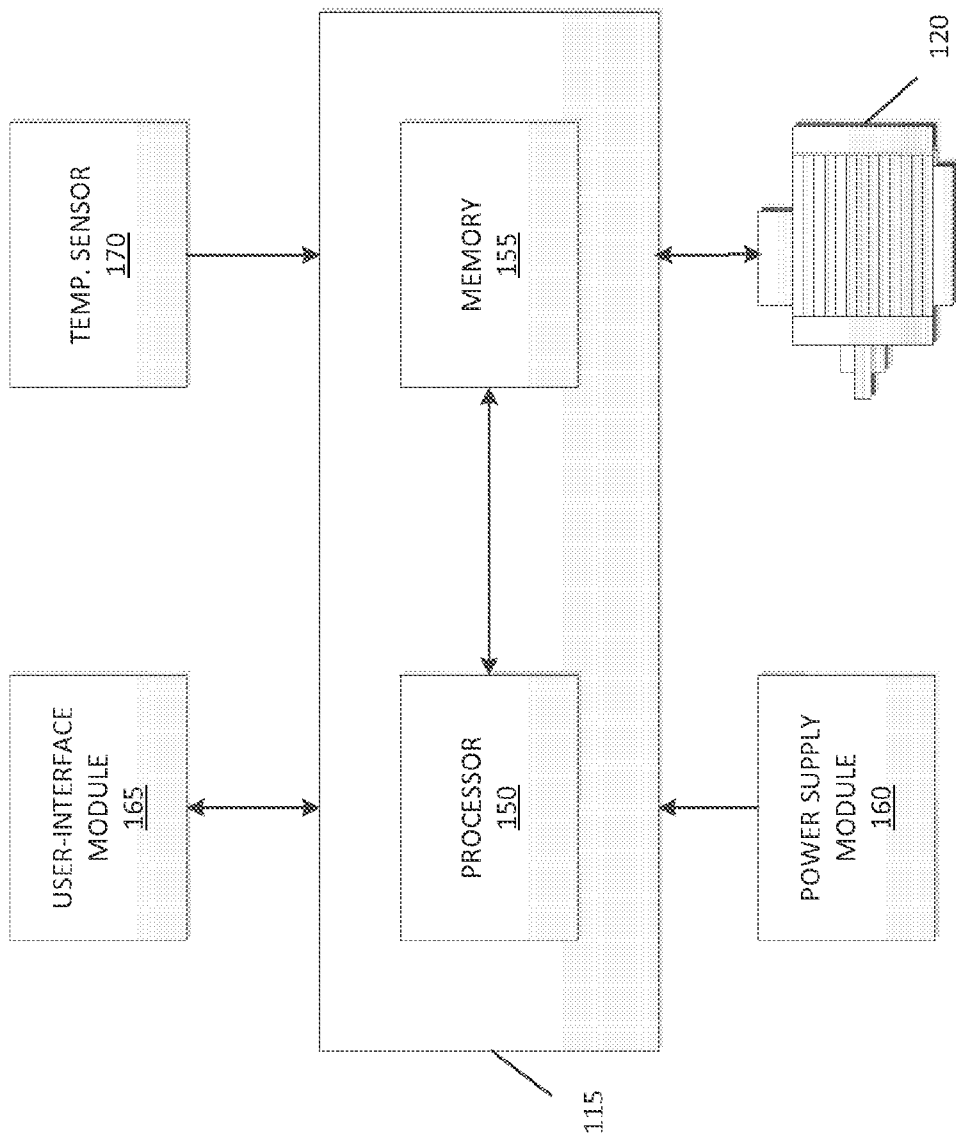 USER-INTERFACE
MODULE
165
TEMP. SENSOR
170
PROCESSOR
150
MEMORY
155
115
POWER SUPPLY
MODULE
160
120